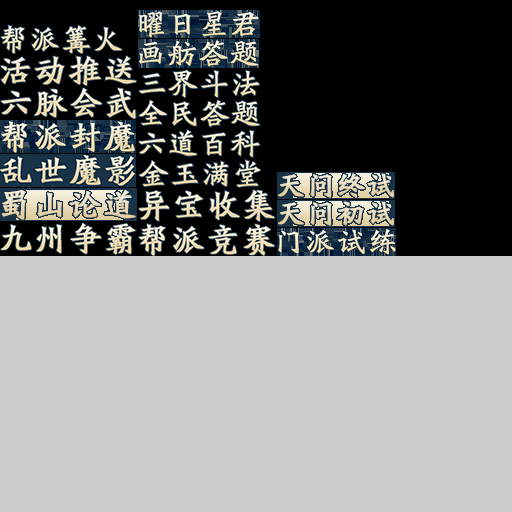 帮派篝火
活动推送
六脉会武
帮派封魔
乱世魔影
蜀山论道
九州争霸
曜日星君
画舫答题
三界斗法
全民答题
六道百科
金玉满堂
异宝收集
帮派竞赛
天问终试
天问初试
门派试练